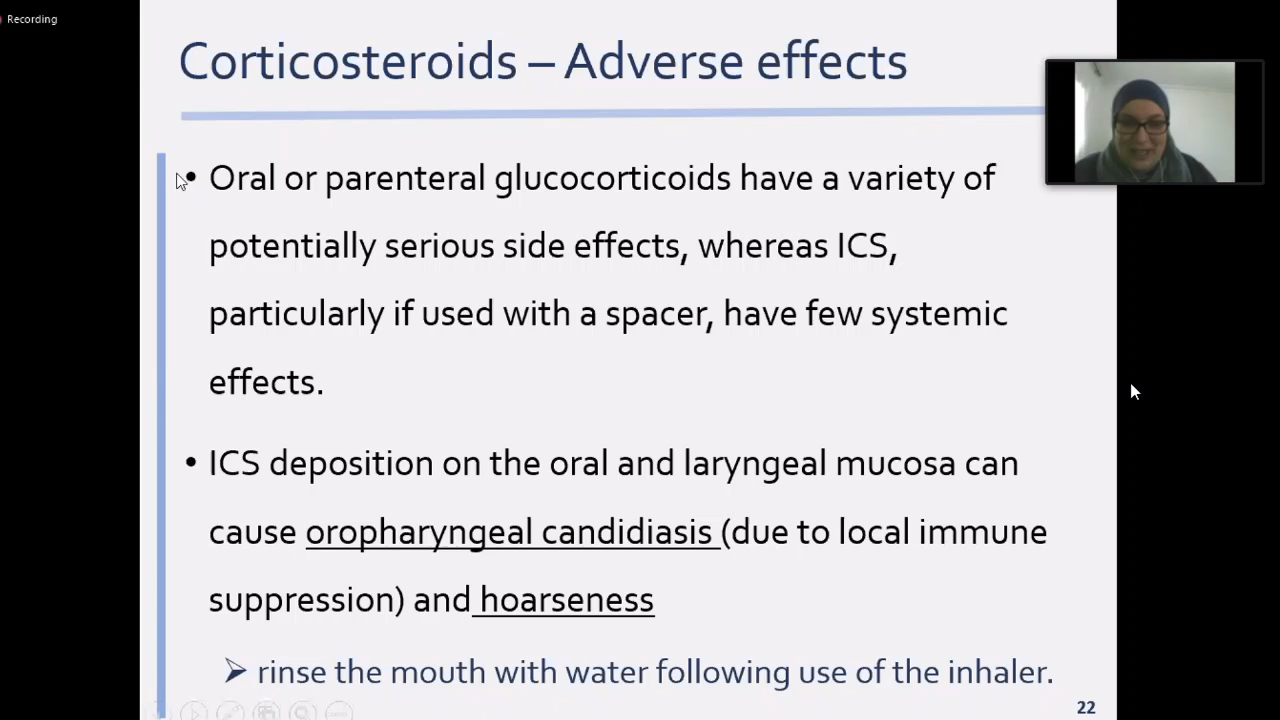 Recording
Corticosteroids – Adverse effects
• Oral or parenteral glucocorticoids have a variety of
potentially serious side effects, whereas ICS,
particularly if used with a spacer, have few systemic
effects.
• ICS deposition on the oral and laryngeal mucosa can
cause oropharyngeal candidiasis (due to local immune
suppression) and hoarseness
➢ rinse the mouth with water following use of the inhaler.
22